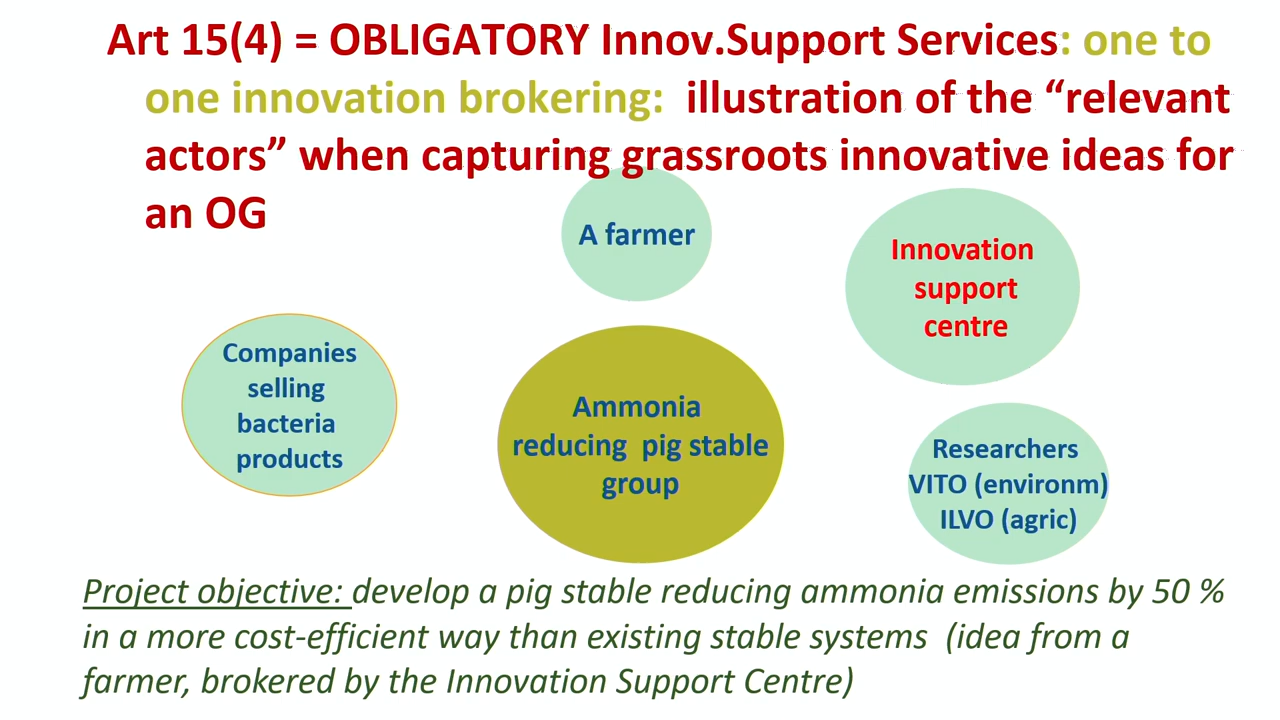 Art 15(4) = OBLIGATORY Innov.Support Services: one to
one innovation brokering: illustration of the “relevant
actors” when capturing grassroots innovative ideas for
an OG
A farmer
Innovation
support
centre
Companies
selling
bacteria
products
Ammonia
reducing pig stable
group
Researchers
VITO (environm)
ILVO (agric)
Project objective: develop a pig stable reducing ammonia emissions by 50 %
in a more cost-efficient way than existing stable systems (idea from a
farmer, brokered by the Innovation Support Centre)